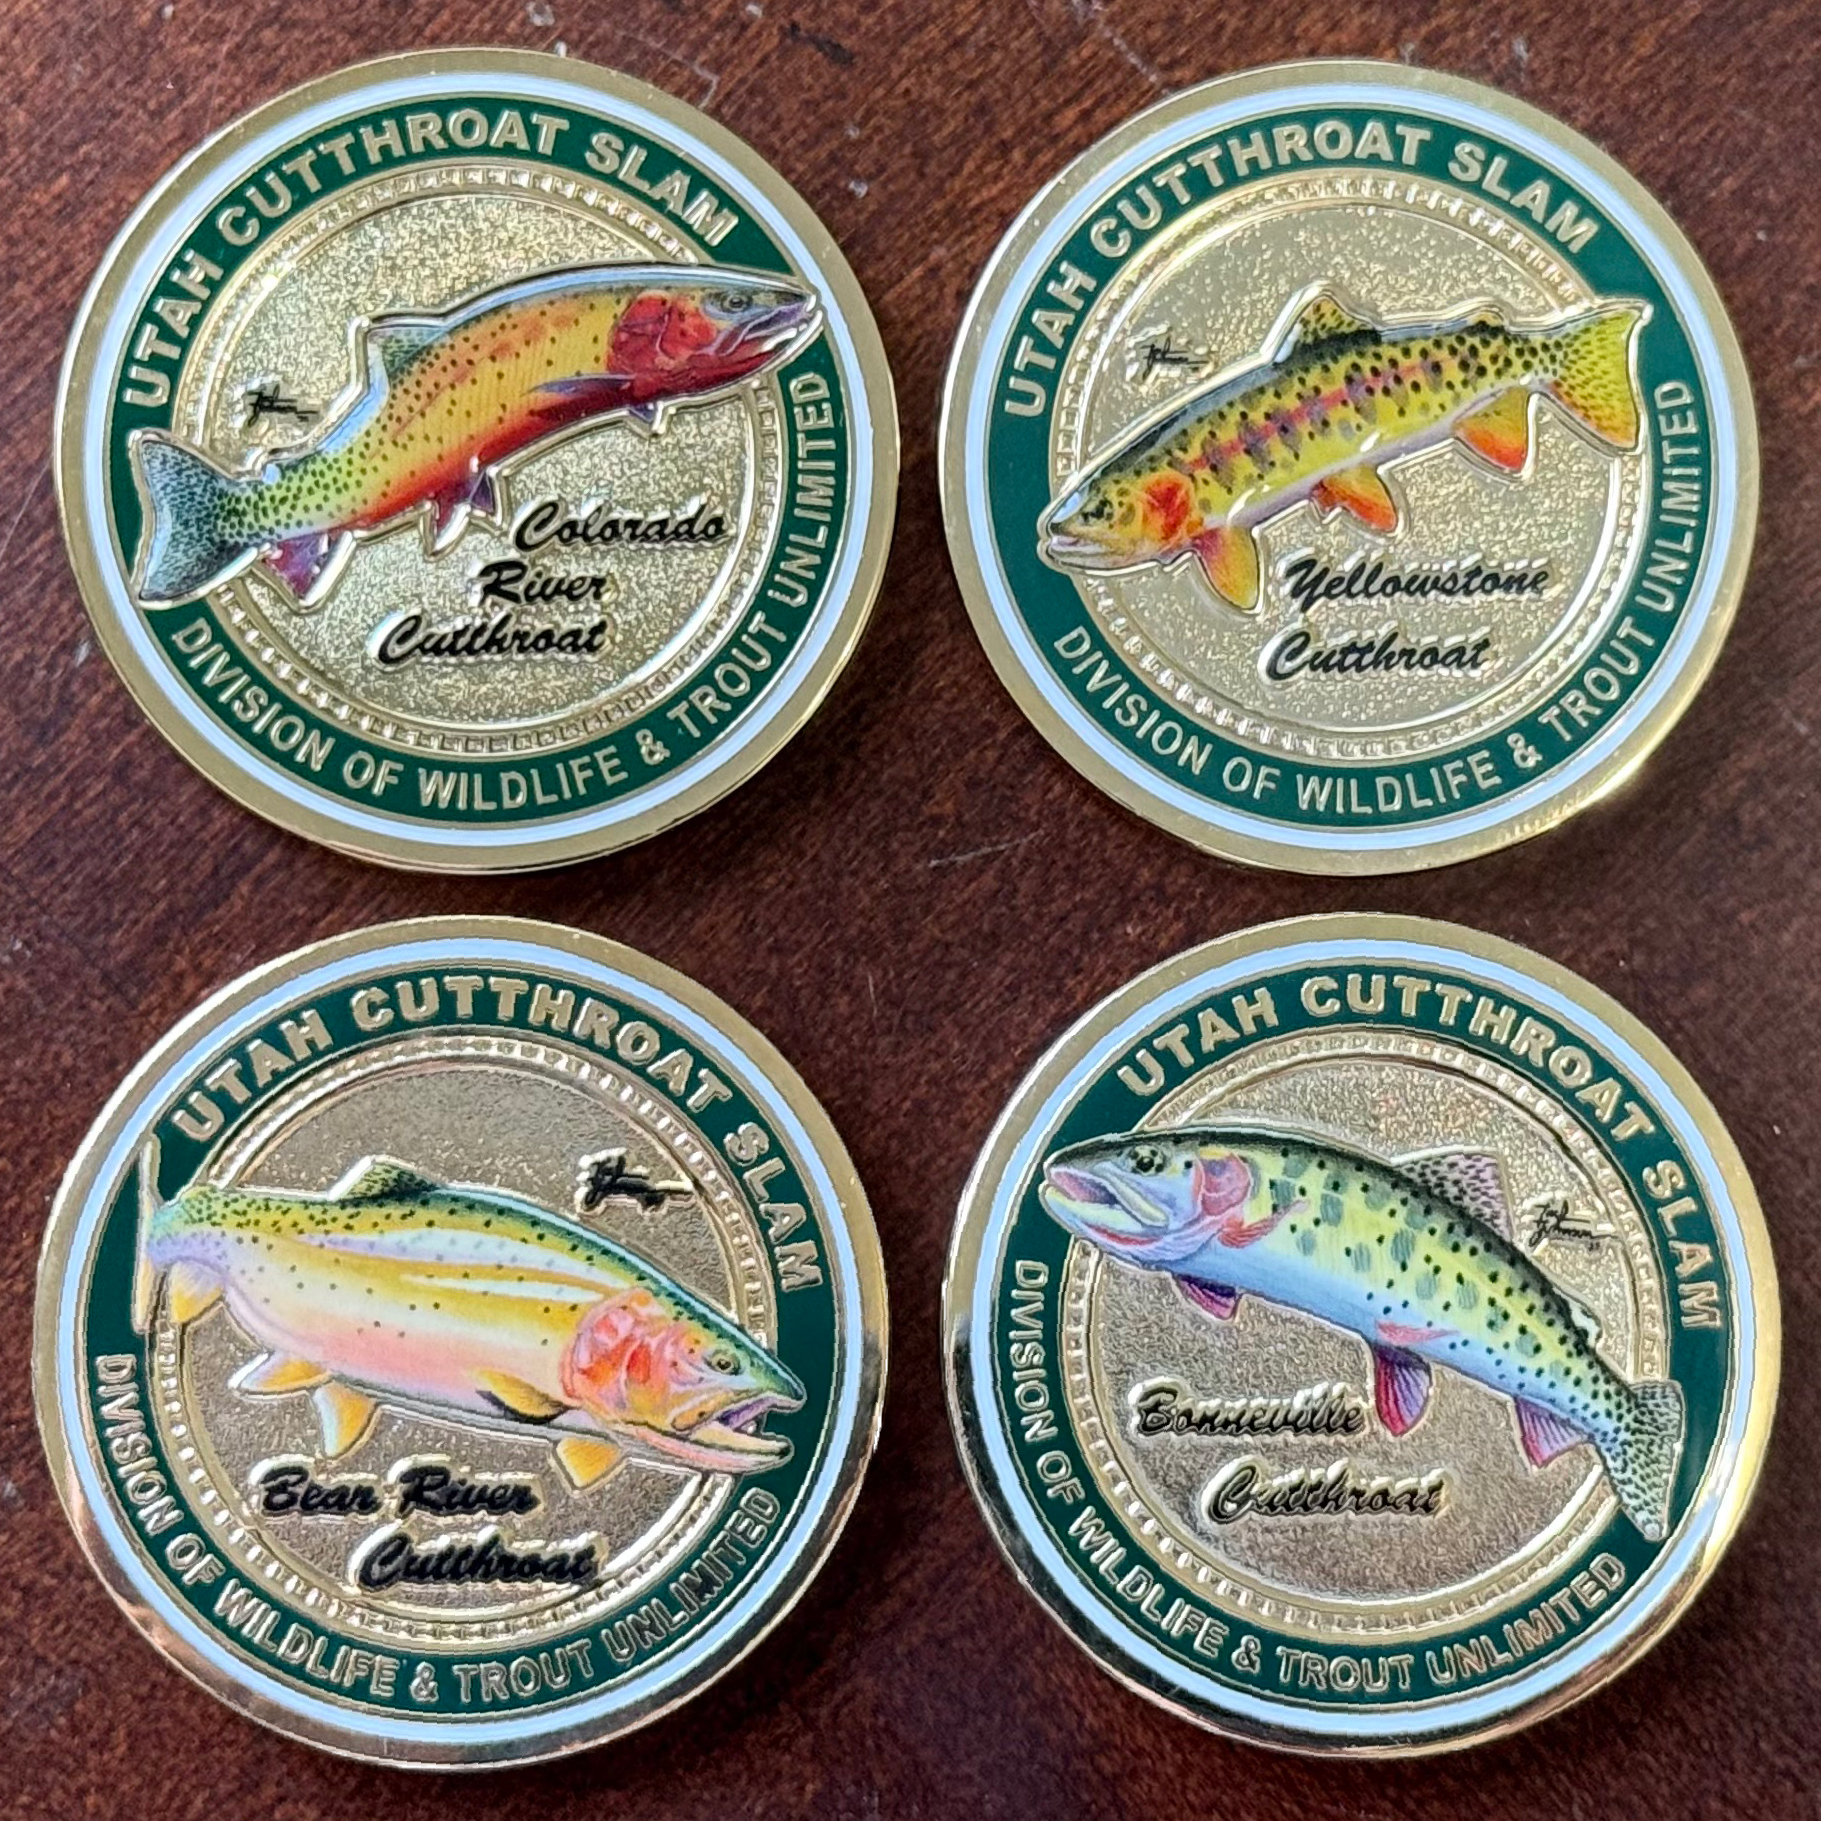 UTAH CUTTHROAT SLAM
Colorado
River
Cutthroat
DIVISION OF WILDLIFE & TROUT UNLIMITED
UTAH CUTTHROAT SLAM
Yellowstone
Cutthroat
DIVISION OF WILDLIFE & TROUT UNLIMITED
UTAH CUTTHROAT SLAM
Bear River
Cutthroat
DIVISION OF WILDLIFE & TROUT UNLIMITED
UTAH CUTTHROAT SLAM
Bonneville
Cutthroat
DIVISION OF WILDLIFE & TROUT UNLIMITED